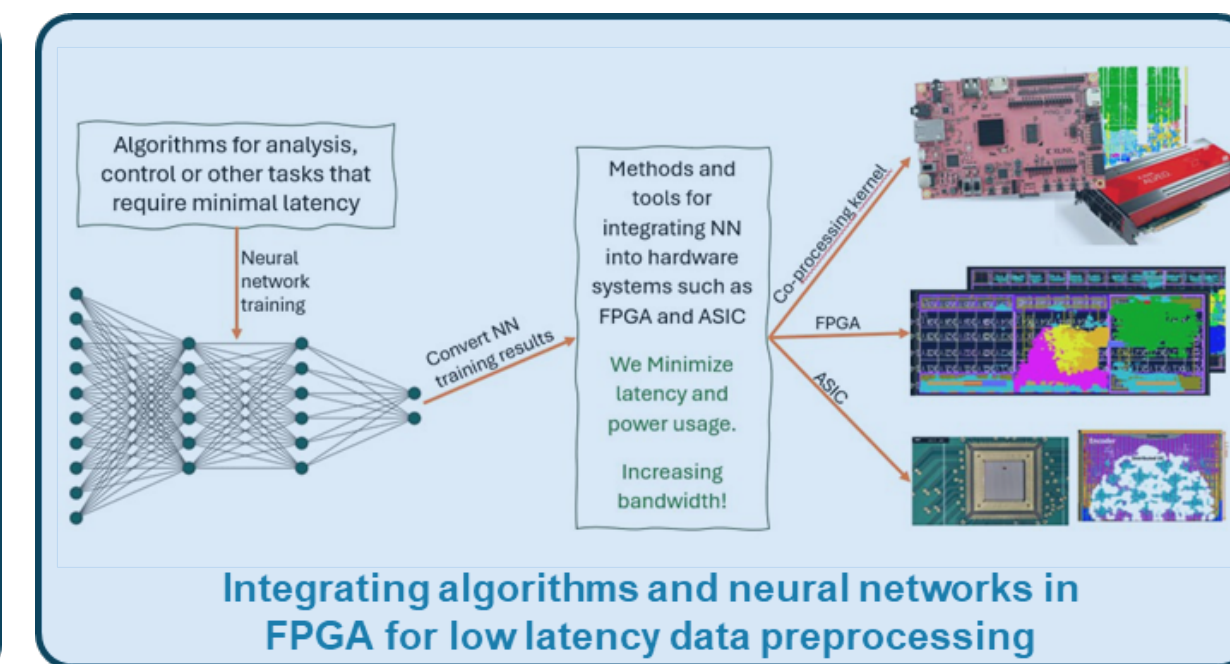 Algorithms for analysis,
control or other tasks that
require minimal latency
Neural
network
training
Convert NN
training results
Methods and
tools for
integrating NN
into hardware
systems such as
FPGA and ASIC
We Minimize
latency and
power usage.
Increasing
bandwidth!
Co-processing kernel
FPGA
ASIC
XILINX
ALVEO
Encoder
Integrating algorithms and neural networks in
FPGA for low latency data preprocessing